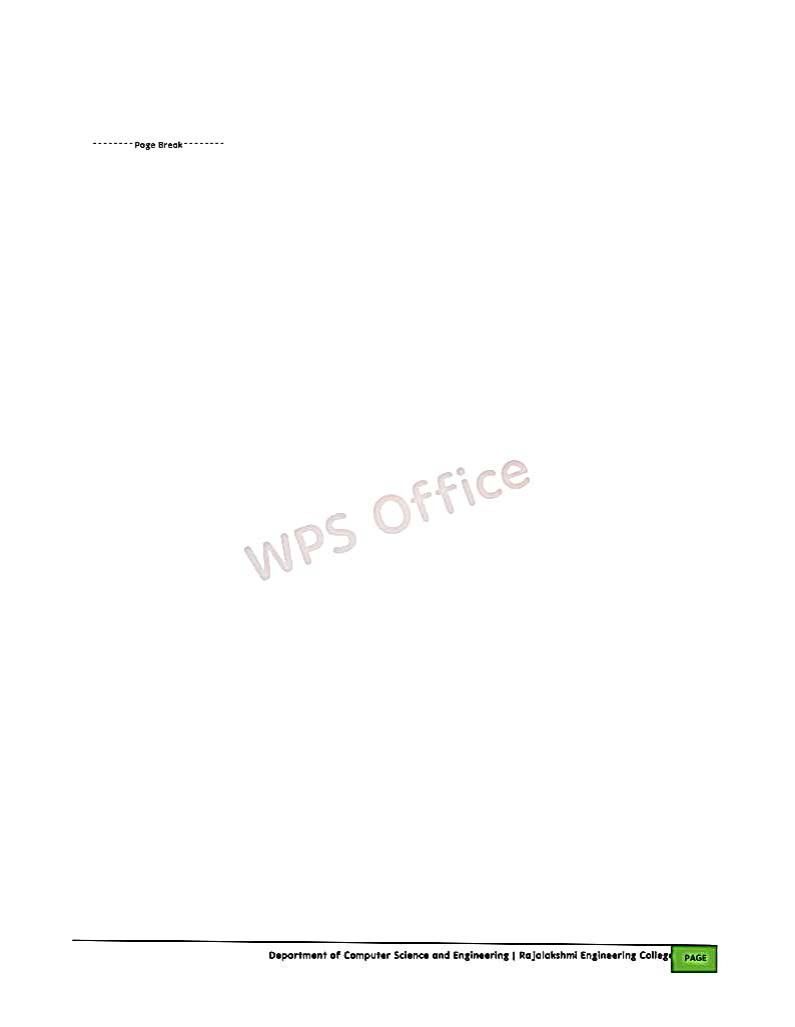 --------Page Break--------
WPS Office
Department of Computer Science and Engineering | Rajalakshmi Engineering College
PAGE